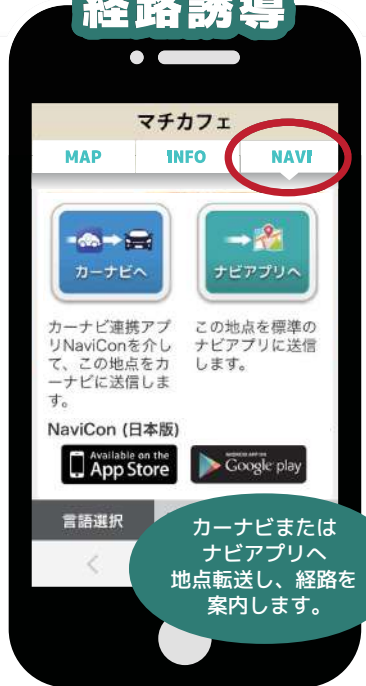 経路誘導
マチカフェ
MAP INFO NAVI
カーナビへ ナビアプリへ
カーナビ連携アプ
リNaviConを介し
て、この地点をカ
ーナビに送信しま
す。
この地点を標準の
ナビアプリに送信
します。
NaviCon (日本版)
Available on the
App Store
ANDROID APP ON
Google play
言語選択
カーナビまたは
ナビアプリへ
地点転送し、経路を
案内します。